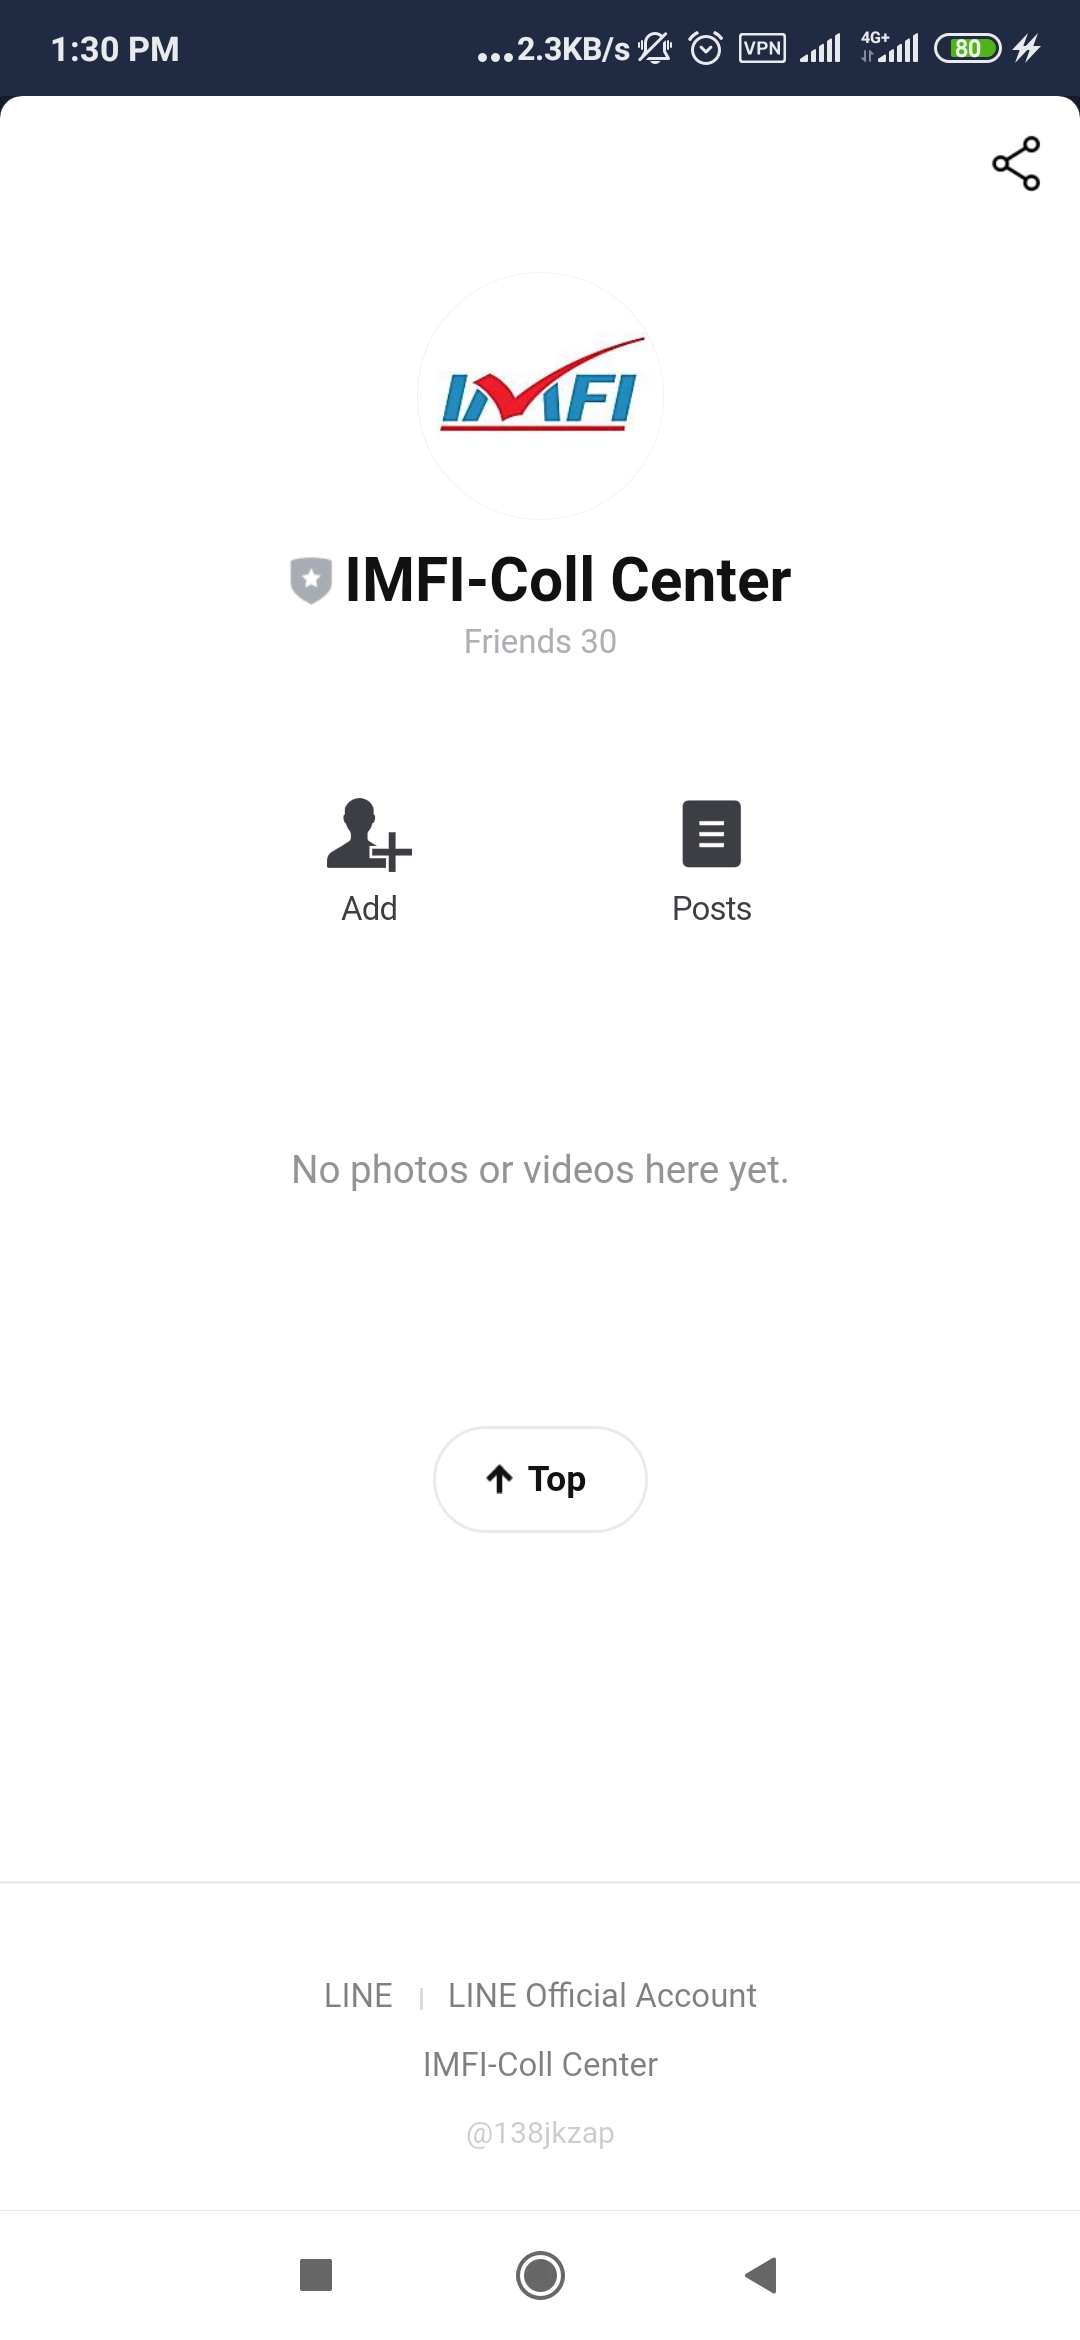 1:30 PM ...2.3KB/s VPN 4G+ 80
IMFI
IMFI-Coll Center
Friends 30
Add Posts
No photos or videos here yet.
Top
LINE | LINE Official Account
IMFI-Coll Center
@138jkzap